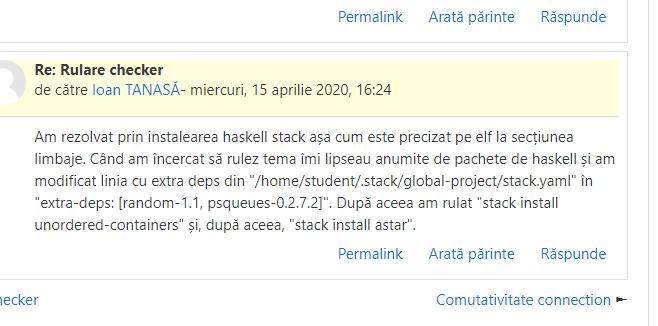 Permalink Arată părinte Răspunde
Re: Rulare checker
de către Ioan TANASĂ- miercuri, 15 aprilie 2020, 16:24
Am rezolvat prin instalearea haskell stack așa cum este precizat pe elf la secțiunea
limbaje. Când am încercat să rulez tema îmi lipseau anumite de pachete de haskell și am
modificat linia cu extra deps din "/home/student/.stack/global-project/stack.yaml" în
"extra-deps: [random-1.1, psqueues-0.2.7.2]". După aceea am rulat "stack install
unordered-containers" și, după aceea, "stack install astar".
Permalink Arată părinte Răspunde
hecker Comutativitate connection ►